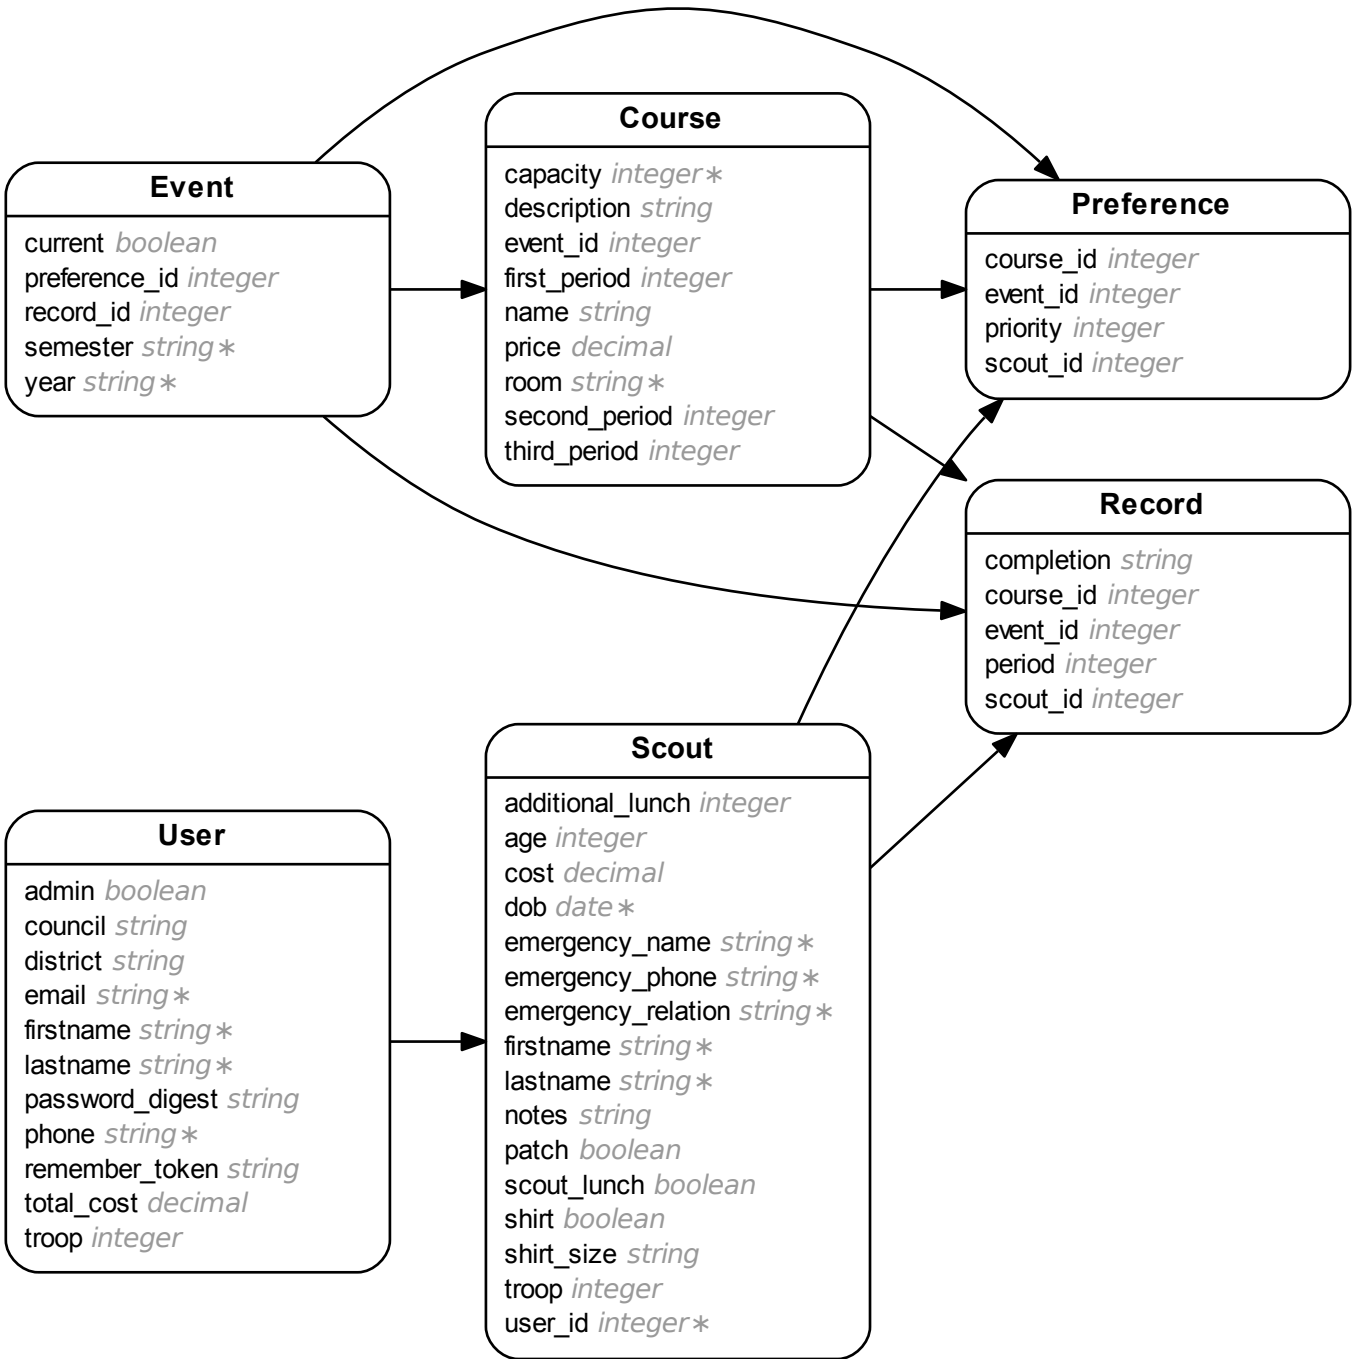 Event
current boolean
preference_id integer
record_id integer
semester string∗
year string∗
Course
capacity integer∗
description string
event_id integer
first_period integer
name string
price decimal
room string∗
second_period integer
third_period integer
Preference
course_id integer
event_id integer
priority integer
scout_id integer
Record
completion string
course_id integer
event_id integer
period integer
scout_id integer
User
admin boolean
council string
district string
email string∗
firstname string∗
lastname string∗
password_digest string
phone string∗
remember_token string
total_cost decimal
troop integer
Scout
additional_lunch integer
age integer
cost decimal
dob date∗
emergency_name string∗
emergency_phone string∗
emergency_relation string∗
firstname string∗
lastname string∗
notes string
patch boolean
scout_lunch boolean
shirt boolean
shirt_size string
troop integer
user_id integer∗